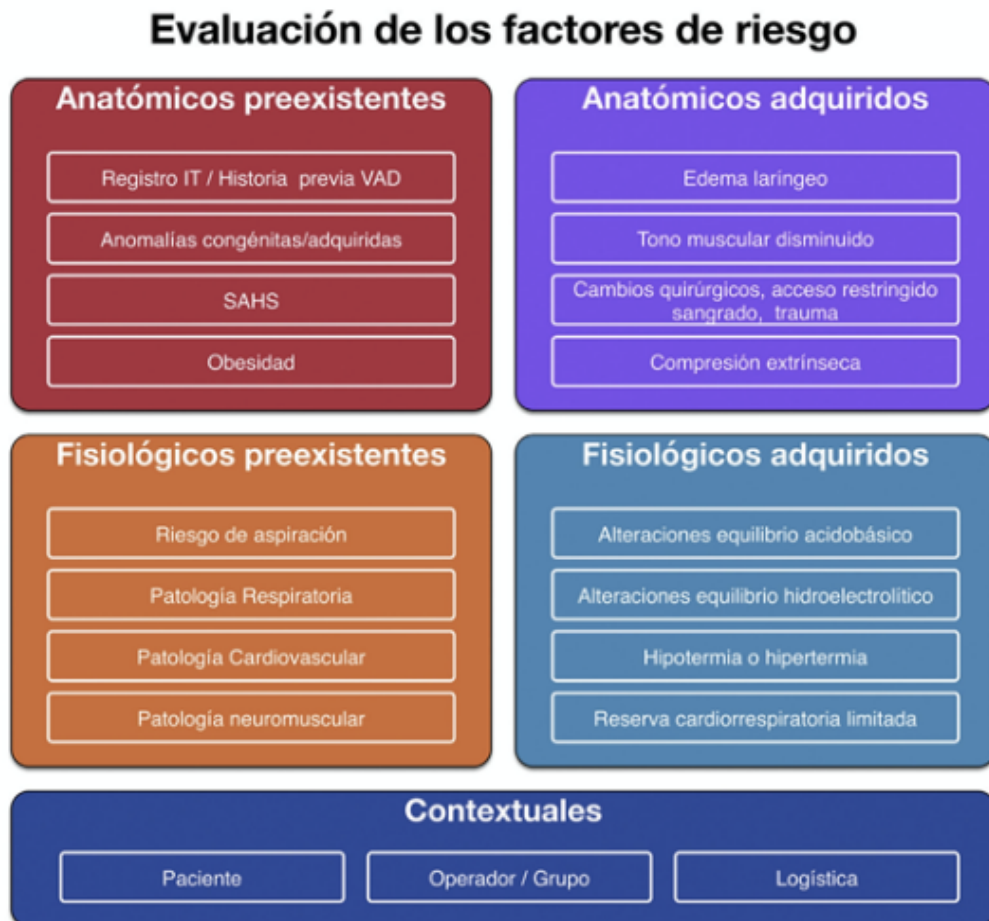 Evaluación de los factores de riesgo
Anatómicos preexistentes
Registro IT / Historia previa VAD
Anomalías congénitas/adquiridas
SAHS
Obesidad
Anatómicos adquiridos
Edema laríngeo
Tono muscular disminuido
Cambios quirúrgicos, acceso restringido
sangrado, trauma
Compresión extrínseca
Fisiológicos preexistentes
Riesgo de aspiración
Patología Respiratoria
Patología Cardiovascular
Patología neuromuscular
Fisiológicos adquiridos
Alteraciones equilibrio acidobásico
Alteraciones equilibrio hidroelectrolítico
Hipotermia o hipertermia
Reserva cardiorrespiratoria limitada
Contextuales
Paciente
Operador / Grupo
Logística